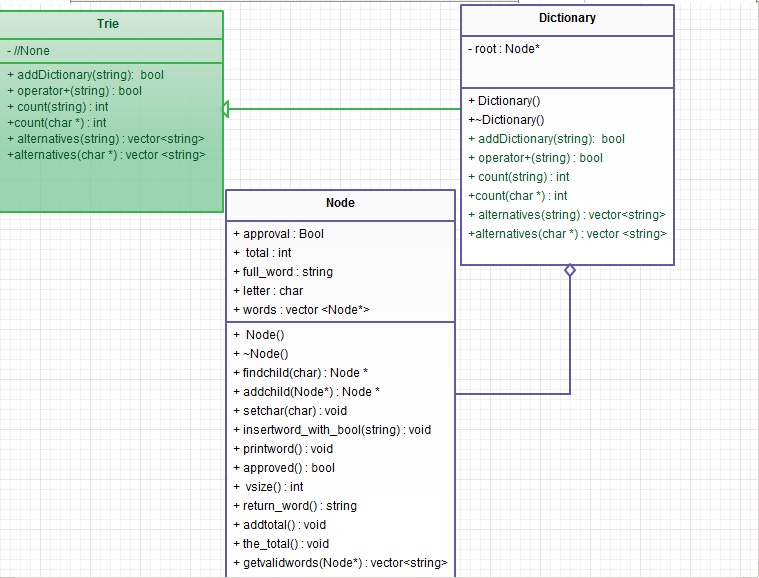 Trie
- //None
+ addDictionary(string): bool
+ operator+(string) : bool
+ count(string) : int
+count(char *) : int
+ alternatives(string) : vector<string>
+alternatives(char *) : vector <string>
Dictionary
- root : Node*
+ Dictionary()
+~Dictionary()
+ addDictionary(string): bool
+ operator+(string) : bool
+ count(string) : int
+count(char *) : int
+ alternatives(string) : vector<string>
+alternatives(char *) : vector <string>
Node
+ approval : Bool
+ total : int
+ full_word : string
+ letter : char
+ words : vector <Node*>
+ Node()
+ ~Node()
+ findchild(char) : Node *
+ addchild(Node*) : Node *
+ setchar(char) : void
+ insertword_with_bool(string) : void
+ printword() : void
+ approved() : bool
+ vsize() : int
+ return_word() : string
+ addtotal() : void
+ the_total() : void
+ getvalidwords(Node*) : vector<string>